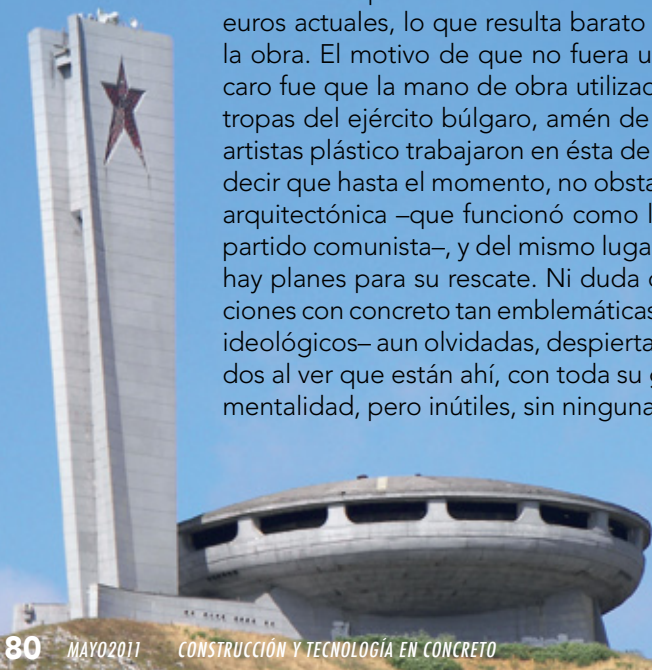 euros actuales, lo que resulta barato
la obra. El motivo de que no fuera u
caro fue que la mano de obra utilizac
tropas del ejército búlgaro, amén de
artistas plástico trabajaron en ésta de
decir que hasta el momento, no obsta
arquitectónica –que funcionó como l
partido comunista–, y del mismo luga
hay planes para su rescate. Ni duda
ciones con concreto tan emblemáticas
ideológicos– aun olvidadas, despierta
dos al ver que están ahí, con toda su
mentalidad, pero inútiles, sin ninguna
80 MAYO2011 CONSTRUCCIÓN Y TECNOLOGÍA EN CONCRETO